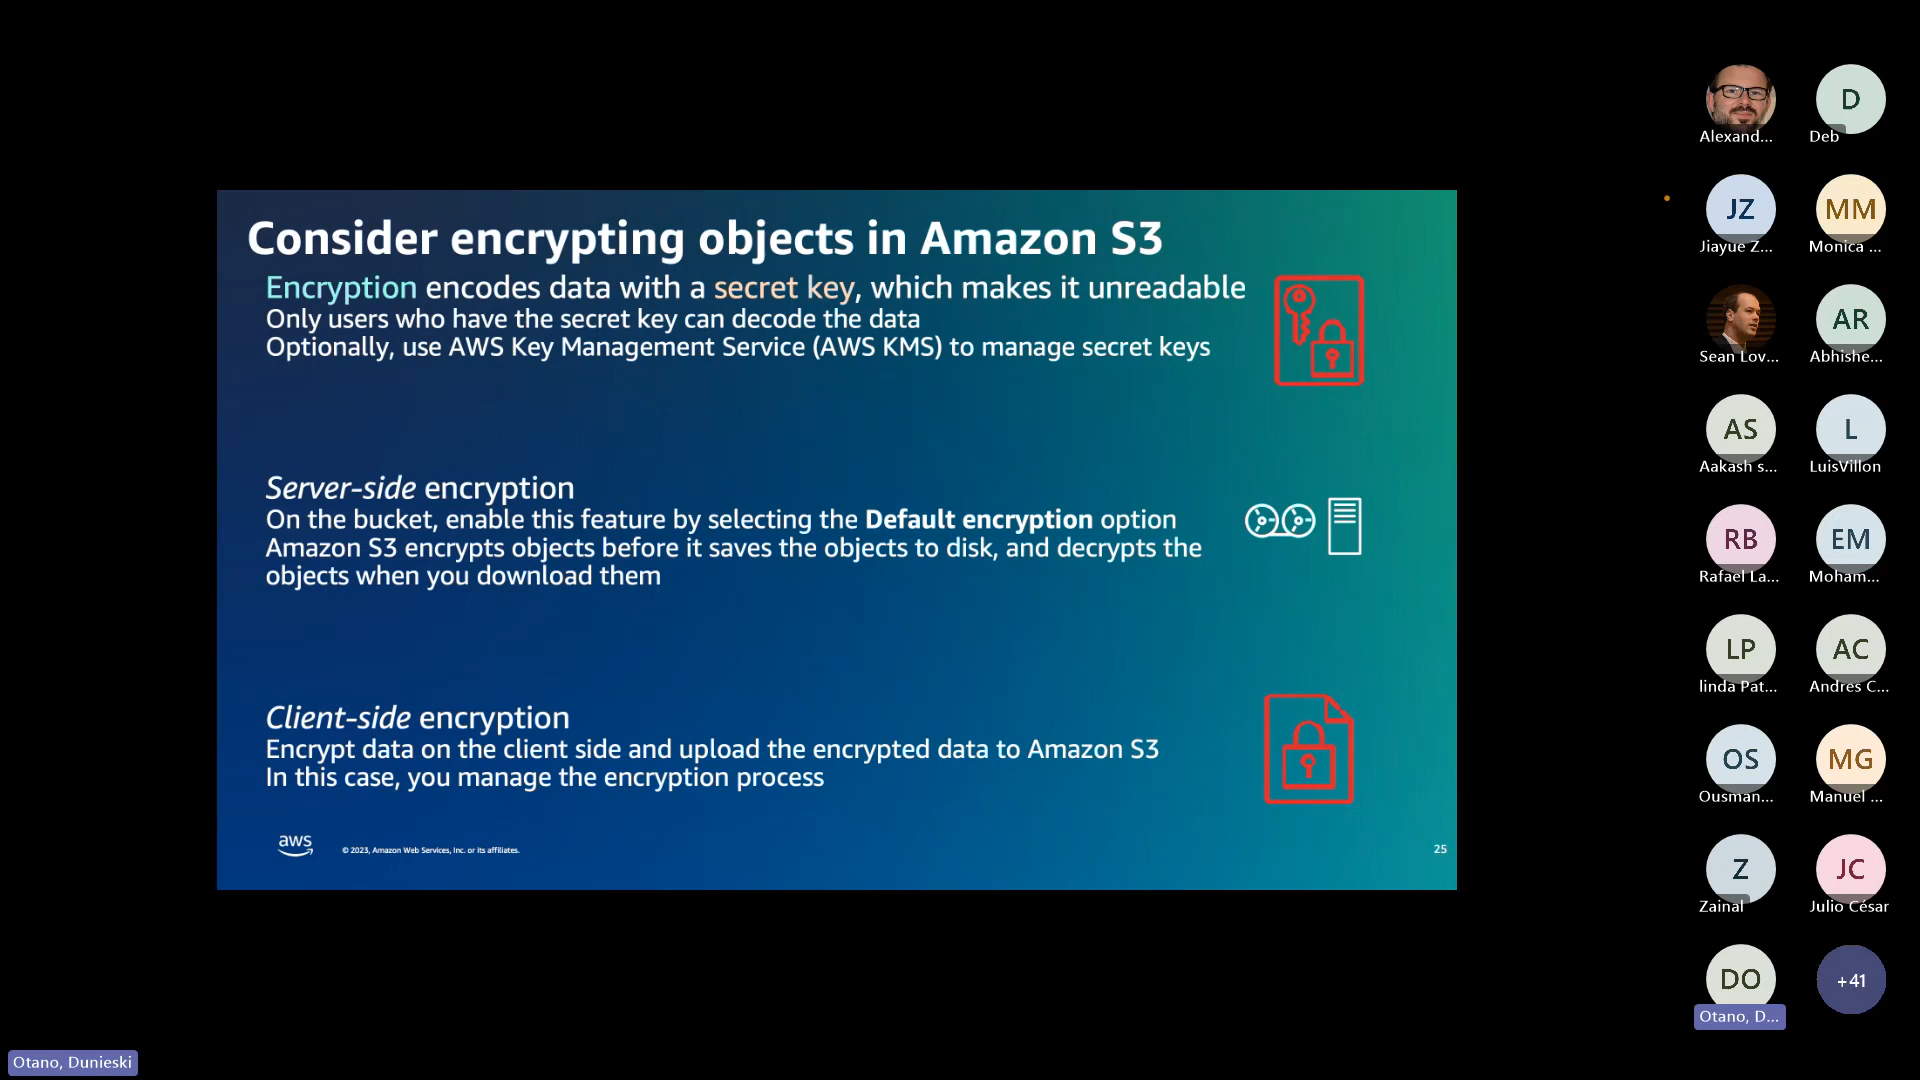 Consider encrypting objects in Amazon S3
Encryption encodes data with a secret key, which makes it unreadable
Only users who have the secret key can decode the data
Optionally, use AWS Key Management Service (AWS KMS) to manage secret keys
Server-side encryption
On the bucket, enable this feature by selecting the Default encryption option
Amazon S3 encrypts objects before it saves the objects to disk, and decrypts the
objects when you download them
Client-side encryption
Encrypt data on the client side and upload the encrypted data to Amazon S3
In this case, you manage the encryption process
aws
© 2023, Amazon Web Services, Inc. or its affiliates.
25
Alexand...
D
Deb
JZ
Jiayue Z...
MM
Monica ...
Sean Lov...
AR
Abhishe...
AS
Aakash s...
L
LuisVillon
RB
Rafael La...
EM
Moham...
LP
linda Pat...
AC
Andres C...
OS
Ousman...
MG
Manuel ...
Z
Zainal
JC
Julio César
DO
Otano, D...
+41
Otano, Dunieski